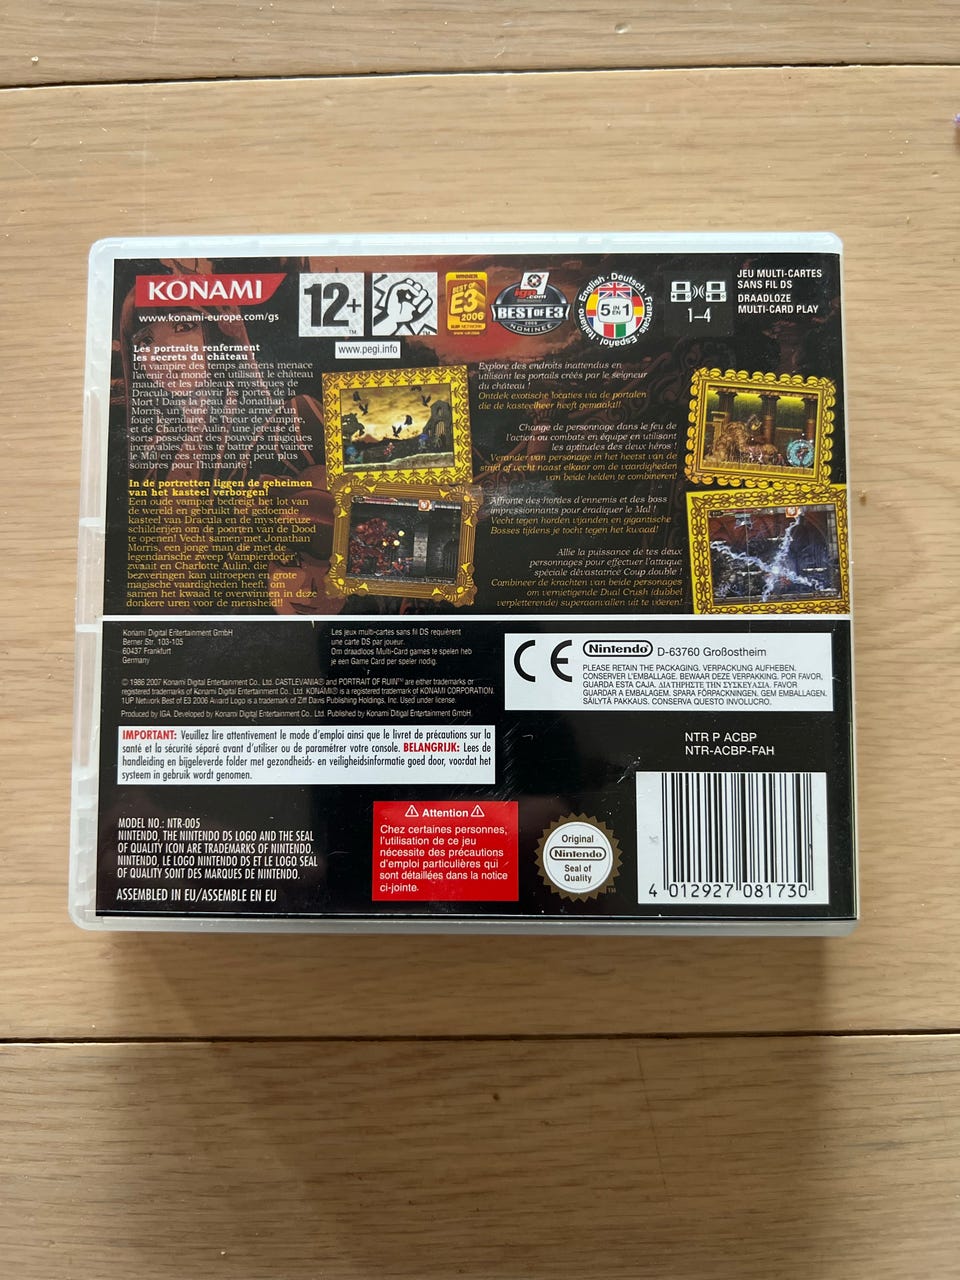 KONAMI
www.konami-europe.com/gs
12+
TM
www.pegi.info
WINNER
BEST OF
E3
2006
1UP NETWORK
ign.com
BEST OF E3
2006
NOMINEE
English • Deutsch • Français • Español • Italiano
5 IN EN 1
1–4
JEU MULTI-CARTES
SANS FIL DS
DRAADLOZE
MULTI-CARD PLAY
Les portraits renferment
les secrets du château !
Un vampire des temps anciens menace
l'avenir du monde en utilisant le château
maudit et les tableaux mystiques de
Dracula pour ouvrir les portes de la
Mort ! Dans la peau de Jonathan
Morris, un jeune homme armé d'un
fouet légendaire, le Tueur de vampire,
et de Charlotte Aulin, une jeteuse de
sorts possédant des pouvoirs magiques
incroyables, tu vas te battre pour vaincre
le Mal en ces temps on ne peut plus
sombres pour l'humanité !
In de portretten liggen de geheimen
van het kasteel verborgen!
Een oude vampier bedreigt het lot van
de wereld en gebruikt het gedoemde
kasteel van Dracula en de mysterieuze
schilderijen om de poorten van de Dood
te openen! Vecht samen met Jonathan
Morris, een jonge man die met de
legendarische zweep 'Vampierdoder'
zwaait en Charlotte Aulin, die
bezweringen kan uitroepen en grote
magische vaardigheden heeft, om
samen het kwaad te overwinnen in deze
donkere uren voor de mensheid!!
Explore des endroits inattendus en
utilisant les portails créés par le seigneur
du château !
Ontdek exotische locaties via de portalen
die de kasteelheer heeft gemaakt!!
Change de personnage dans le feu de
l'action ou combats en équipe en utilisant
les aptitudes des deux héros !
Verander van personage in het heetst van de
strijd of vecht naast elkaar om de vaardigheden
van beide helden te combineren!
Affronte des hordes d'ennemis et des boss
impressionnants pour éradiquer le Mal !
Vecht tegen horden vijanden en gigantische
Bosses tijdens je tocht tegen het kwaad!
Allie la puissance de tes deux
personnages pour effectuer l'attaque
spéciale dévastatrice Coup double !
Combineer de krachten van beide personages
om vernietigende Dual Crush (dubbel
verpletterende) superaanvallen uit te voeren!
Konami Digital Entertainment GmbH
Berner Str. 103-105
60437 Frankfurt
Germany
Les jeux multi-cartes sans fil DS requièrent
une carte DS par joueur.
Om draadloos Multi-Card games te spelen heb
je een Game Card per speler nodig.
© 1986 2007 Konami Digital Entertainment Co., Ltd. CASTLEVANIA® and PORTRAIT OF RUIN™ are either trademarks or
registered trademarks of Konami Digital Entertainment Co., Ltd. KONAMI® is a registered trademark of KONAMI CORPORATION.
1UP Network Best of E3 2006 Award Logo is a trademark of Ziff Davis Publishing Holdings, Inc. Used under license.
Produced by IGA. Developed by Konami Digital Entertainment Co., Ltd. Published by Konami Ditigal Entertainment GmbH.
CE
Nintendo D-63760 Großostheim
PLEASE RETAIN THE PACKAGING. VERPACKUNG AUFHEBEN.
CONSERVER L'EMBALLAGE. BEWAAR DEZE VERPAKKING. POR FAVOR,
GUARDA ESTA CAJA. ΔΙΑΤΗΡΗΣΤΕ ΤΗΝ ΣΥΣΚΕΥΑΣΙΑ. FAVOR
GUARDAR A EMBALAGEM. SPARA FÖRPACKNINGEN. GEM EMBALLAGEN.
SÄILYTÄ PAKKAUS. CONSERVA QUESTO INVOLUCRO.
NTR P ACBP
NTR-ACBP-FAH
IMPORTANT: Veuillez lire attentivement le mode d'emploi ainsi que le livret de précautions sur la
santé et la sécurité séparé avant d'utiliser ou de paramétrer votre console. BELANGRIJK: Lees de
handleiding en bijgeleverde folder met gezondheids- en veiligheidsinformatie goed door, voordat het
systeem in gebruik wordt genomen.
MODEL NO.: NTR-005
NINTENDO, THE NINTENDO DS LOGO AND THE SEAL
OF QUALITY ICON ARE TRADEMARKS OF NINTENDO.
NINTENDO, LE LOGO NINTENDO DS ET LE LOGO SEAL
OF QUALITY SONT DES MARQUES DE NINTENDO.
ASSEMBLED IN EU/ASSEMBLE EN EU
Attention
Chez certaines personnes,
l'utilisation de ce jeu
nécessite des précautions
d'emploi particulières qui
sont détaillées dans la notice
ci-jointe.
Original
Nintendo
Seal of
Quality
TM
4 012927 081730